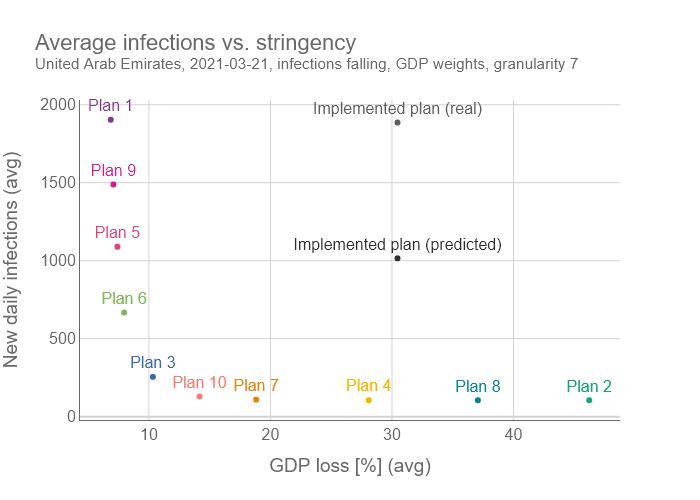 Average infections vs. stringency
United Arab Emirates, 2021-03-21, infections falling, GDP weights, granularity 7
New daily infections (avg)
2000
1500
1000
500
0
Plan 1
Implemented plan (real)
Plan 9
Plan 5
Implemented plan (predicted)
Plan 6
Plan 3
Plan 10
Plan 7
Plan 4
Plan 8
Plan 2
10
20
30
40
GDP loss [%] (avg)